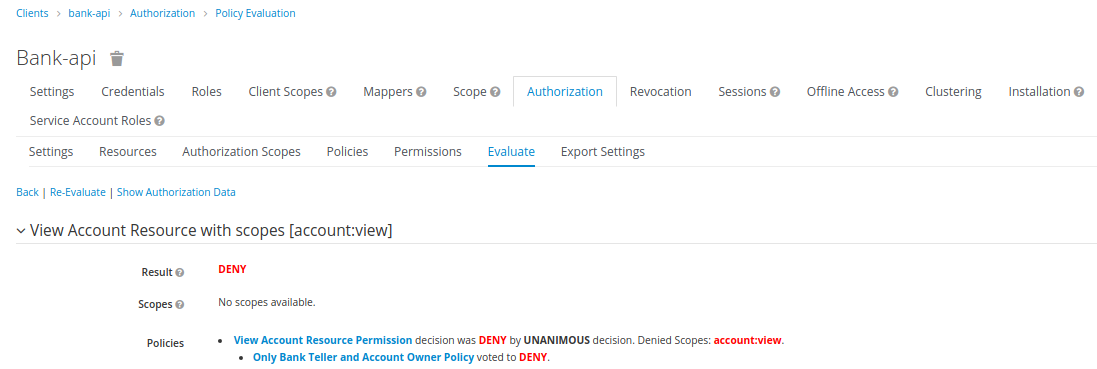 Clients > bank-api > Authorization > Policy Evaluation
Bank-api
Settings Credentials Roles Client Scopes Mappers Scope Authorization Revocation Sessions Offline Access Clustering Installation
Service Account Roles
Settings Resources Authorization Scopes Policies Permissions Evaluate Export Settings
Back | Re-Evaluate | Show Authorization Data
View Account Resource with scopes [account:view]
Result DENY
Scopes No scopes available.
Policies • View Account Resource Permission decision was DENY by UNANIMOUS decision. Denied Scopes: account:view.
• Only Bank Teller and Account Owner Policy voted to DENY.